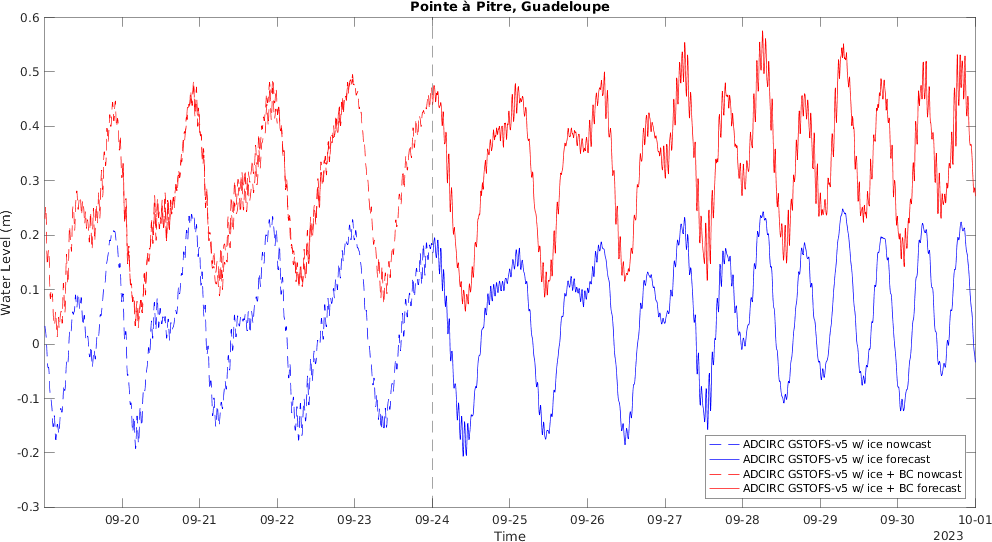 Pointe à Pitre, Guadeloupe
0.6
0.5
0.4
0.3
0.2
0.1
0
-0.1
-0.2
-0.3
Water Level (m)
ADCIRC GSTOFS-v5 w/ ice nowcast
ADCIRC GSTOFS-v5 w/ ice forecast
ADCIRC GSTOFS-v5 w/ ice + BC nowcast
ADCIRC GSTOFS-v5 w/ ice + BC forecast
09-20 09-21 09-22 09-23 09-24 09-25 09-26 09-27 09-28 09-29 09-30 10-01
Time
2023